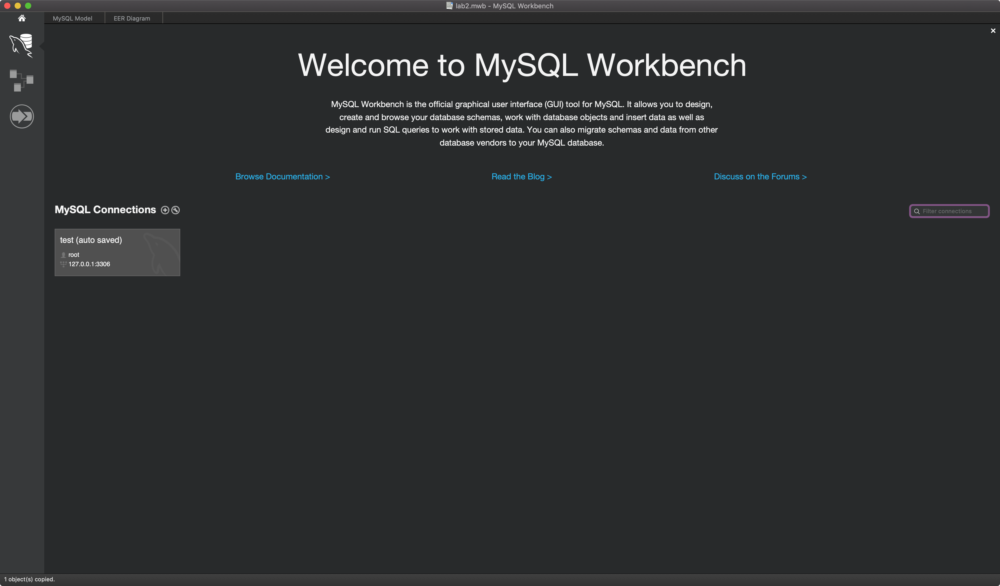 lab2.mwb - MySQL Workbench
MySQL Model
EER Diagram
Welcome to MySQL Workbench
MySQL Workbench is the official graphical user interface (GUI) tool for MySQL. It allows you to design,
create and browse your database schemas, work with database objects and insert data as well as
design and run SQL queries to work with stored data. You can also migrate schemas and data from other
database vendors to your MySQL database.
Browse Documentation >
Read the Blog >
Discuss on the Forums >
MySQL Connections
Filter connections
test (auto saved)
root
127.0.0.1:3306
1 object(s) copied.